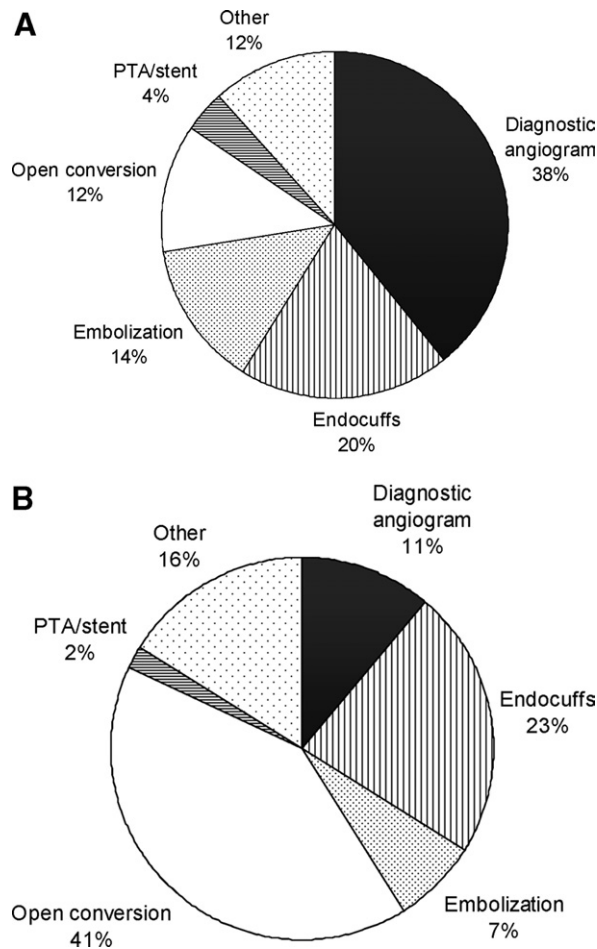 A
Other
12%
PTA/stent
4%
Diagnostic
angiogram
38%
Open conversion
12%
Embolization
14%
Endocuffs
20%
B
Diagnostic
angiogram
11%
Other
16%
PTA/stent
2%
Endocuffs
23%
Open conversion
41%
Embolization
7%